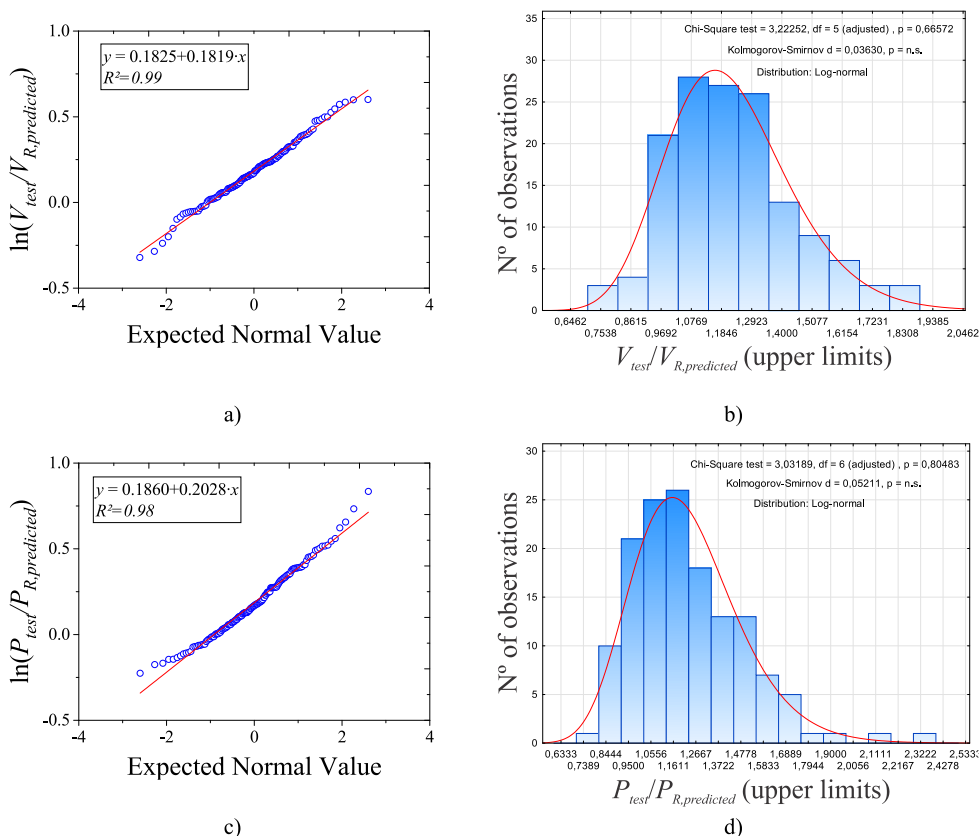 y = 0.1825+0.1819·x
R²=0.99
ln(V_test/V_R,predicted)
1.0
0.5
0.0
-0.5
-4
-2
0
2
4
Expected Normal Value
a)
Chi-Square test = 3,22252, df = 5 (adjusted) , p = 0,66572
Kolmogorov-Smirnov d = 0,03630, p = n.s.
Distribution: Log-normal
Nº of observations
35
30
25
20
15
10
5
0
0,6462 0,8615 1,0769 1,2923 1,5077 1,7231 1,9385
0,7538 0,9692 1,1846 1,4000 1,6154 1,8308 2,0462
V_test/V_R,predicted (upper limits)
b)
y = 0.1860+0.2028·x
R²=0.98
ln(P_test/P_R,predicted)
1.0
0.5
0.0
-0.5
-4
-2
0
2
4
Expected Normal Value
c)
Chi-Square test = 3,03189, df = 6 (adjusted) , p = 0,80483
Kolmogorov-Smirnov d = 0,05211, p = n.s.
Distribution: Log-normal
Nº of observations
30
25
20
15
10
5
0
0,6333 0,8444 1,0556 1,2667 1,4778 1,6889 1,9000 2,1111 2,3222 2,5333
0,7389 0,9500 1,1611 1,3722 1,5833 1,7944 2,0056 2,2167 2,4278
P_test/P_R,predicted (upper limits)
d)